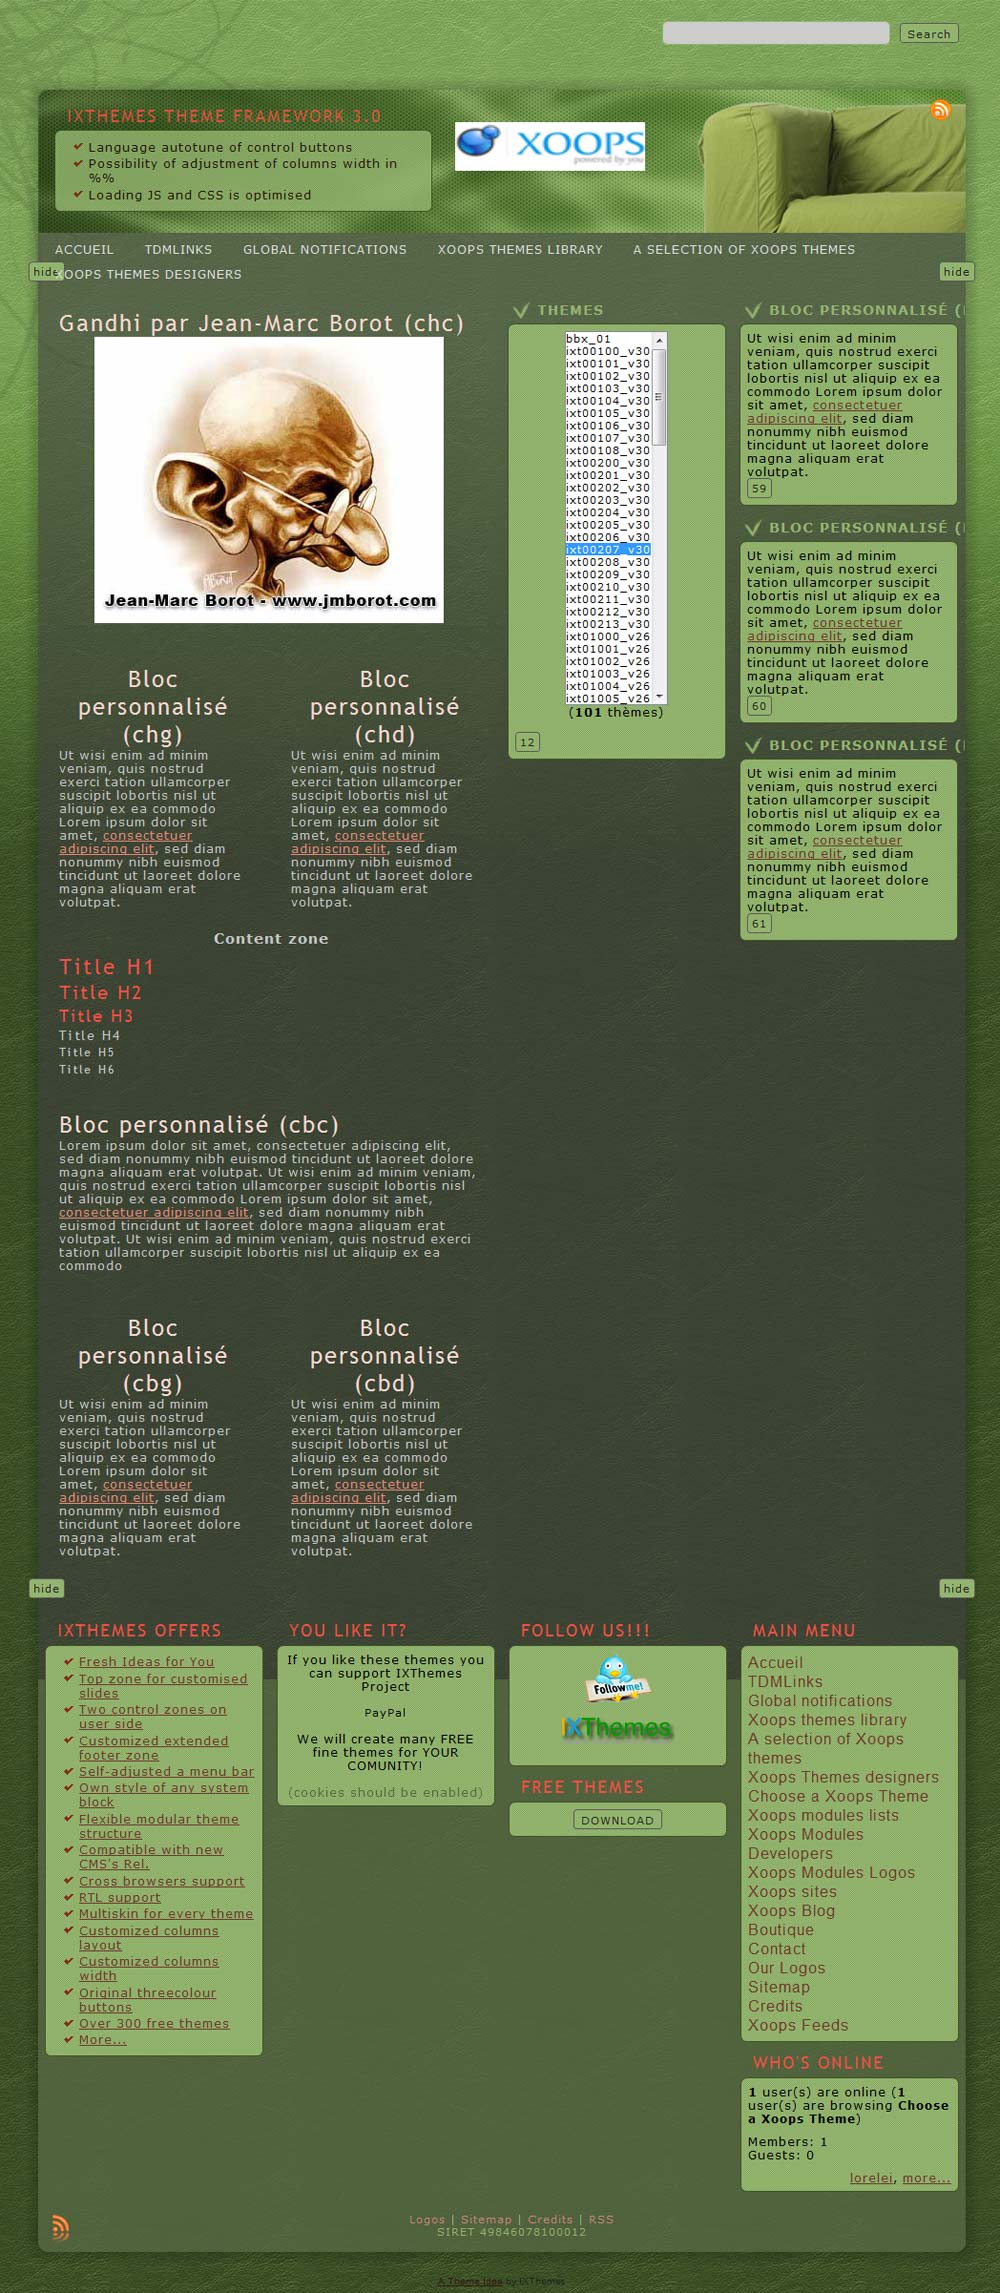 Search
IXTHEMES THEME FRAMEWORK 3.0
Language autotune of control buttons
Possibility of adjustment of columns width in
%%
Loading JS and CSS is optimised
XOOPS
powered by you
ACCUEIL TDMLINKS GLOBAL NOTIFICATIONS XOOPS THEMES LIBRARY A SELECTION OF XOOPS THEMES
hide XOOPS THEMES DESIGNERS hide
Gandhi par Jean-Marc Borot (chc)
Jean-Marc Borot - www.jmborot.com
Bloc
personnalisé
(chg)
Ut wisi enim ad minim
veniam, quis nostrud
exerci tation ullamcorper
suscipit lobortis nisl ut
aliquip ex ea commodo
Lorem ipsum dolor sit
amet, consectetuer
adipiscing elit, sed diam
nonummy nibh euismod
tincidunt ut laoreet dolore
magna aliquam erat
volutpat.
Bloc
personnalisé
(chd)
Ut wisi enim ad minim
veniam, quis nostrud
exerci tation ullamcorper
suscipit lobortis nisl ut
aliquip ex ea commodo
Lorem ipsum dolor sit
amet, consectetuer
adipiscing elit, sed diam
nonummy nibh euismod
tincidunt ut laoreet dolore
magna aliquam erat
volutpat.
Content zone
Title H1
Title H2
Title H3
Title H4
Title H5
Title H6
Bloc personnalisé (cbc)
Lorem ipsum dolor sit amet, consectetuer adipiscing elit,
sed diam nonummy nibh euismod tincidunt ut laoreet dolore
magna aliquam erat volutpat. Ut wisi enim ad minim veniam,
quis nostrud exerci tation ullamcorper suscipit lobortis nisl
ut aliquip ex ea commodo Lorem ipsum dolor sit amet,
consectetuer adipiscing elit, sed diam nonummy nibh
euismod tincidunt ut laoreet dolore magna aliquam erat
volutpat. Ut wisi enim ad minim veniam, quis nostrud exerci
tation ullamcorper suscipit lobortis nisl ut aliquip ex ea
commodo
Bloc
personnalisé
(cbg)
Ut wisi enim ad minim
veniam, quis nostrud
exerci tation ullamcorper
suscipit lobortis nisl ut
aliquip ex ea commodo
Lorem ipsum dolor sit
amet, consectetuer
adipiscing elit, sed diam
nonummy nibh euismod
tincidunt ut laoreet dolore
magna aliquam erat
volutpat.
Bloc
personnalisé
(cbd)
Ut wisi enim ad minim
veniam, quis nostrud
exerci tation ullamcorper
suscipit lobortis nisl ut
aliquip ex ea commodo
Lorem ipsum dolor sit
amet, consectetuer
adipiscing elit, sed diam
nonummy nibh euismod
tincidunt ut laoreet dolore
magna aliquam erat
volutpat.
THEMES
bbx_01
ixt00100_v30
ixt00101_v30
ixt00102_v30
ixt00103_v30
ixt00104_v30
ixt00105_v30
ixt00106_v30
ixt00107_v30
ixt00108_v30
ixt00200_v30
ixt00201_v30
ixt00202_v30
ixt00203_v30
ixt00204_v30
ixt00205_v30
ixt00206_v30
ixt00207_v30
ixt00208_v30
ixt00209_v30
ixt00210_v30
ixt00211_v30
ixt00212_v30
ixt00213_v30
ixt01000_v26
ixt01001_v26
ixt01002_v26
ixt01003_v26
ixt01004_v26
ixt01005_v26
(101 thèmes)
12
BLOC PERSONNALISÉ (
Ut wisi enim ad minim
veniam, quis nostrud exerci
tation ullamcorper suscipit
lobortis nisl ut aliquip ex ea
commodo Lorem ipsum dolor
sit amet, consectetuer
adipiscing elit, sed diam
nonummy nibh euismod
tincidunt ut laoreet dolore
magna aliquam erat
volutpat.
59
BLOC PERSONNALISÉ (
Ut wisi enim ad minim
veniam, quis nostrud exerci
tation ullamcorper suscipit
lobortis nisl ut aliquip ex ea
commodo Lorem ipsum dolor
sit amet, consectetuer
adipiscing elit, sed diam
nonummy nibh euismod
tincidunt ut laoreet dolore
magna aliquam erat
volutpat.
60
BLOC PERSONNALISÉ (
Ut wisi enim ad minim
veniam, quis nostrud exerci
tation ullamcorper suscipit
lobortis nisl ut aliquip ex ea
commodo Lorem ipsum dolor
sit amet, consectetuer
adipiscing elit, sed diam
nonummy nibh euismod
tincidunt ut laoreet dolore
magna aliquam erat
volutpat.
61
hide hide
IXTHEMES OFFERS
Fresh Ideas for You
Top zone for customised
slides
Two control zones on
user side
Customized extended
footer zone
Self-adjusted a menu bar
Own style of any system
block
Flexible modular theme
structure
Compatible with new
CMS's Rel.
Cross browsers support
RTL support
Multiskin for every theme
Customized columns
layout
Customized columns
width
Original threecolour
buttons
Over 300 free themes
More...
YOU LIKE IT?
If you like these themes you
can support IXThemes
Project
PayPal
We will create many FREE
fine themes for YOUR
COMUNITY!
(cookies should be enabled)
FOLLOW US!!!
Follow me!
IXThemes
FREE THEMES
DOWNLOAD
MAIN MENU
Accueil
TDMLinks
Global notifications
Xoops themes library
A selection of Xoops
themes
Xoops Themes designers
Choose a Xoops Theme
Xoops modules lists
Xoops Modules
Developers
Xoops Modules Logos
Xoops sites
Xoops Blog
Boutique
Contact
Our Logos
Sitemap
Credits
Xoops Feeds
WHO'S ONLINE
1 user(s) are online (1
user(s) are browsing Choose
a Xoops Theme)
Members: 1
Guests: 0
lorelei, more...
Logos | Sitemap | Credits | RSS
SIRET 49846078100012
A Theme Idea by IXThemes